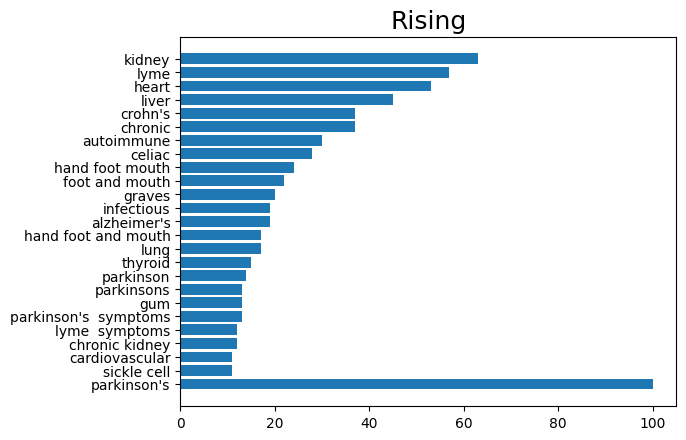 Rising
kidney
lyme
heart
liver
crohn's
chronic
autoimmune
celiac
hand foot mouth
foot and mouth
graves
infectious
alzheimer's
hand foot and mouth
lung
thyroid
parkinson
parkinsons
gum
parkinson's  symptoms
lyme  symptoms
chronic kidney
cardiovascular
sickle cell
parkinson's
0 20 40 60 80 100